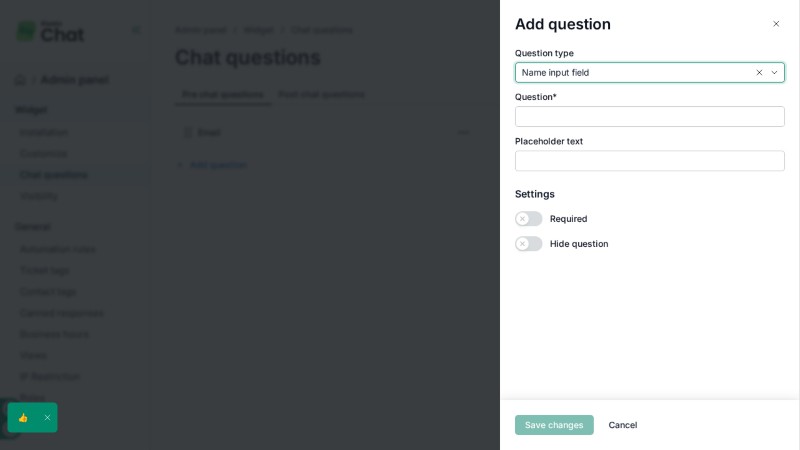 Chat
Admin panel / Widget / Chat questions
Chat questions
/ Admin panel
Pre chat questions
Post chat questions
Widget
Installation
Email
Customize
Chat questions
+ Add question
Visibility
General
Automation rules
Ticket tags
Contact tags
Canned responses
Business hours
Views
IP Restriction
👍
Add question
Question type
Name input field
Question*
Placeholder text
Settings
Required
Hide question
Save changes
Cancel